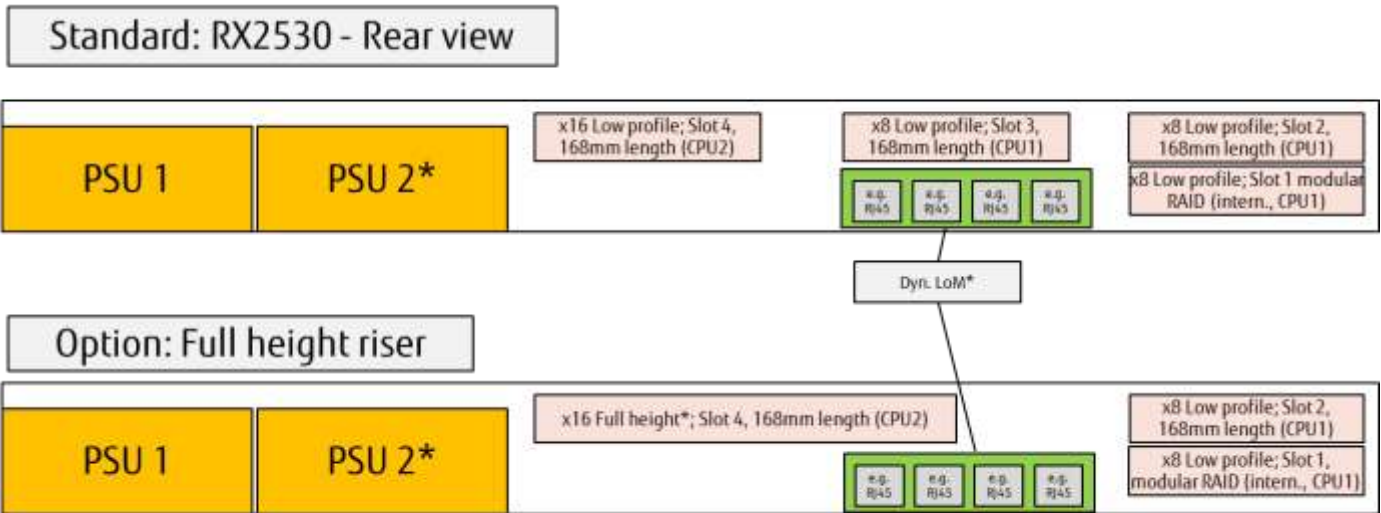 Standard: RX2530 - Rear view
PSU 1
PSU 2*
x16 Low profile; Slot 4,
168mm length (CPU2)
x8 Low profile; Slot 3,
168mm length (CPU1)
e.g.
RJ45
e.g.
RJ45
e.g.
RJ45
e.g.
RJ45
x8 Low profile; Slot 2,
168mm length (CPU1)
x8 Low profile; Slot 1 modular
RAID (intern., CPU1)
Dyn. LoM*
Option: Full height riser
PSU 1
PSU 2*
x16 Full height*; Slot 4, 168mm length (CPU2)
e.g.
RJ45
e.g.
RJ45
e.g.
RJ45
e.g.
RJ45
x8 Low profile; Slot 2,
168mm length (CPU1)
x8 Low profile; Slot 1,
modular RAID (intern., CPU1)